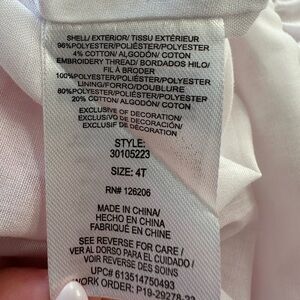 SHELL/EXTERIOR/ TISSU EXTÉRIEUR
96%POLYESTER/POLIÉSTER/POLYESTER
4% COTTON/ALGODÓN/ COTON
EMBROIDERY THREAD/ BORDADOS HILO/
FIL À BRODER
100%POLYESTER/POLIÉSTER/POLYESTER
LINING/FORRO/DOUBLURE
80%POLYESTER/POLIÉSTER/POLYESTER
20% COTTON/ ALGODÓN/ COTON
EXCLUSIVE OF DECORATION/
EXCLUSIVO DE DECORACIÓN/
EXCLUSIF DE DÉCORATION/
STYLE:
30105223
SIZE: 4T
RN# 126206
MADE IN CHINA/
HECHO EN CHINA/
FABRIQUÉ EN CHINE
SEE REVERSE FOR CARE /
VER AL DORSO PARA EL CUIDADO /
VOIR REVERSE DES SOINS
UPC# 613514750493
WORK ORDER: P19-29278-33